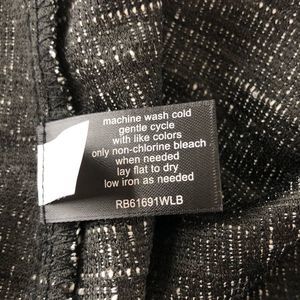 machine wash cold
gentle cycle
with like colors
only non-chlorine bleach
when needed
lay flat to dry
low iron as needed
RB61691WLB